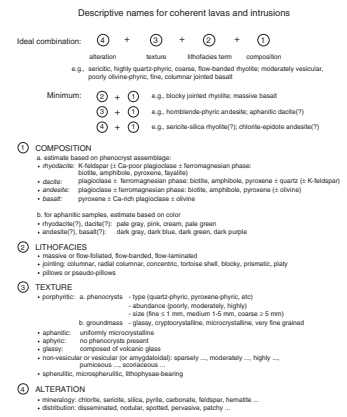 Descriptive names for coherent lavas and intrusions
Ideal combination: 4 + 3 + 2 + 1
alteration texture lithofacies term composition
e.g., sericitic, highly quartz-phyric, coarse, flow-banded rhyolite; moderately vesicular,
poorly olivine-phyric, fine, columnar jointed basalt
Minimum: 2 + 1 e.g., blocky jointed rhyolite; massive basalt
3 + 1 e.g., hornblende-phyric andesite; aphanitic dacite(?)
4 + 1 e.g., sericite-silica rhyolite(?); chlorite-epidote andesite(?)
1 COMPOSITION
a. estimate based on phenocryst assemblage:
• rhyodacite: K-feldspar (± Ca-poor plagioclase ± ferromagnesian phase:
biotite, amphibole, pyroxene, fayalite)
• dacite: plagioclase ± ferromagnesian phase: biotite, amphibole, pyroxene ± quartz (± K-feldspar)
• andesite: plagioclase ± ferromagnesian phase: biotite, amphibole, pyroxene (± olivine)
• basalt: pyroxene ± Ca-rich plagioclase ± olivine
b. for aphanitic samples, estimate based on color
• rhyodacite(?), dacite(?): pale gray, pink, cream, pale green
• andesite(?), basalt(?): dark gray, dark blue, dark green, dark purple
2 LITHOFACIES
• massive or flow-foliated, flow-banded, flow-laminated
• jointing: columnar, radial columnar, concentric, tortoise shell, blocky, prismatic, platy
• pillows or pseudo-pillows
3 TEXTURE
• porphyritic: a. phenocrysts - type (quartz-phyric, pyroxene-phyric, etc)
- abundance (poorly, moderately, highly)
- size (fine ≤ 1 mm, medium 1-5 mm, coarse ≥ 5 mm)
b. groundmass - glassy, cryptocrystalline, microcrystalline, very fine grained
• aphanitic: uniformly microcrystalline
• aphyric: no phenocrysts present
• glassy: composed of volcanic glass
• non-vesicular or vesicular (or amygdaloidal): sparsely ..., moderately ..., highly ...,
pumiceous ..., scoriaceous ...
• spherulitic, microspherulitic, lithophysae-bearing
4 ALTERATION
• mineralogy: chlorite, sericite, silica, pyrite, carbonate, feldspar, hematite ...
• distribution: disseminated, nodular, spotted, pervasive, patchy ...